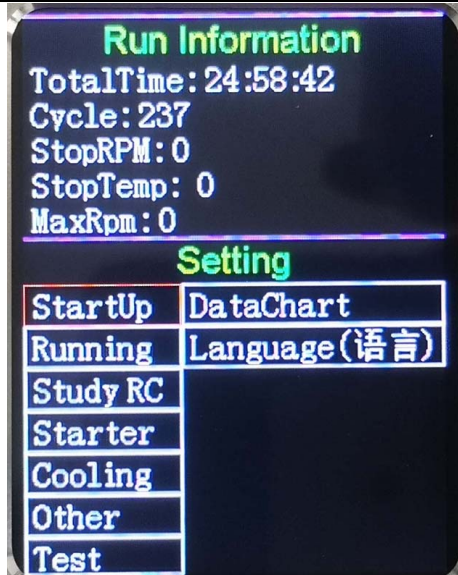 Run Information
TotalTime:24:58:42
Cycle:237
StopRPM:0
StopTemp: 0
MaxRpm:0
Setting
StartUp DataChart
Running Language(语言)
Study RC
Starter
Cooling
Other
Test